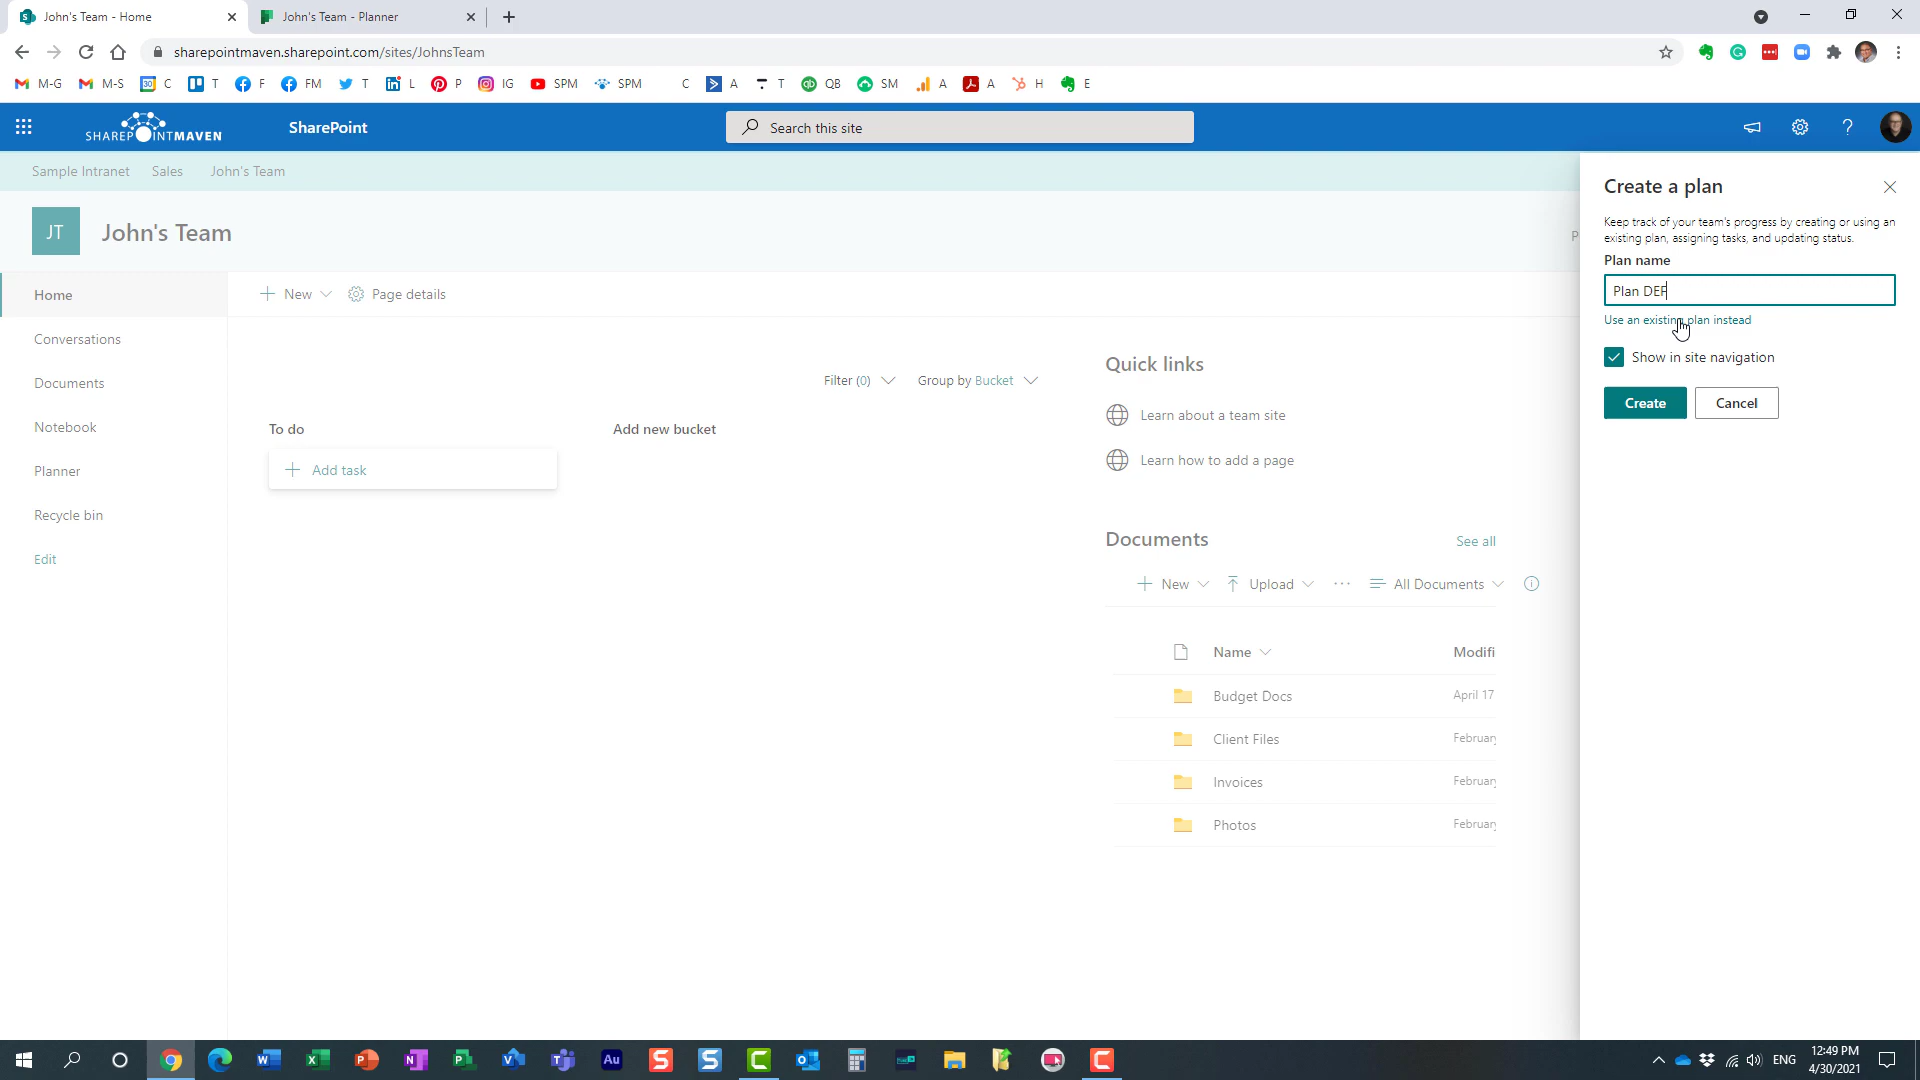 John's Team - Home
John's Team - Planner
sharepointmaven.sharepoint.com/sites/JohnsTeam
M-G M-S C T F FM T L P IG SPM SPM C A T QB SM A A H E
SHAREPOINTMAVEN
SharePoint
Search this site
Sample Intranet Sales John's Team
JT John's Team
Home
Conversations
Documents
Notebook
Planner
Recycle bin
Edit
New Page details
Filter (0) Group by Bucket
To do
Add new bucket
Add task
Quick links
Learn about a team site
Learn how to add a page
Documents See all
New Upload ··· All Documents
Name Modifi
Budget Docs April 17
Client Files February
Invoices February
Photos February
P
Create a plan
Keep track of your team's progress by creating or using an
existing plan, assigning tasks, and updating status.
Plan name
Plan DEF
Use an existing plan instead
Show in site navigation
Create Cancel
ENG
12:49 PM
4/30/2021